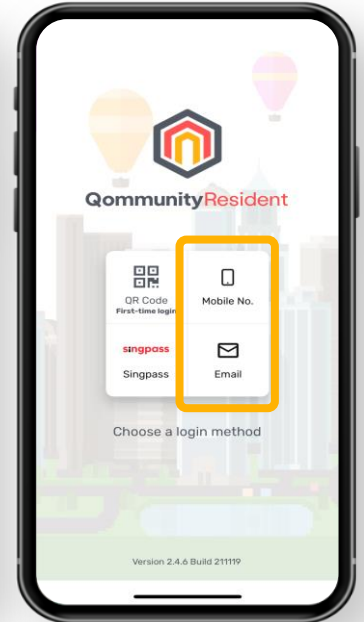 QommunityResident
QR Code
First-time login
Mobile No.
singpass
Singpass
Email
Choose a login method
Version 2.4.6 Build 211119